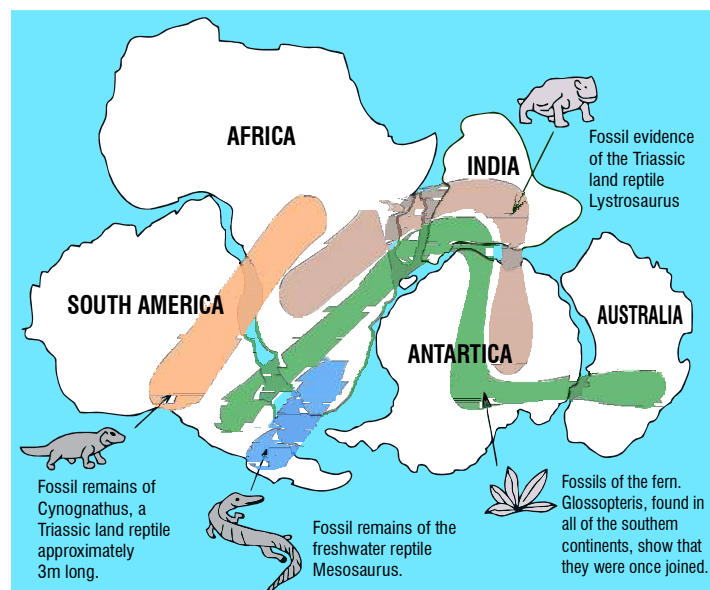 AFRICA
INDIA
Fossil evidence
of the Triassic
land reptile
Lystrosaurus
SOUTH AMERICA
AUSTRALIA
ANTARTICA
Fossil remains of
Cynognathus, a
Triassic land reptile
approximately
3m long.
Fossil remains of the
freshwater reptile
Mesosaurus.
Fossils of the fern.
Glossopteris, found in
all of the southern
continents, show that
they were once joined.